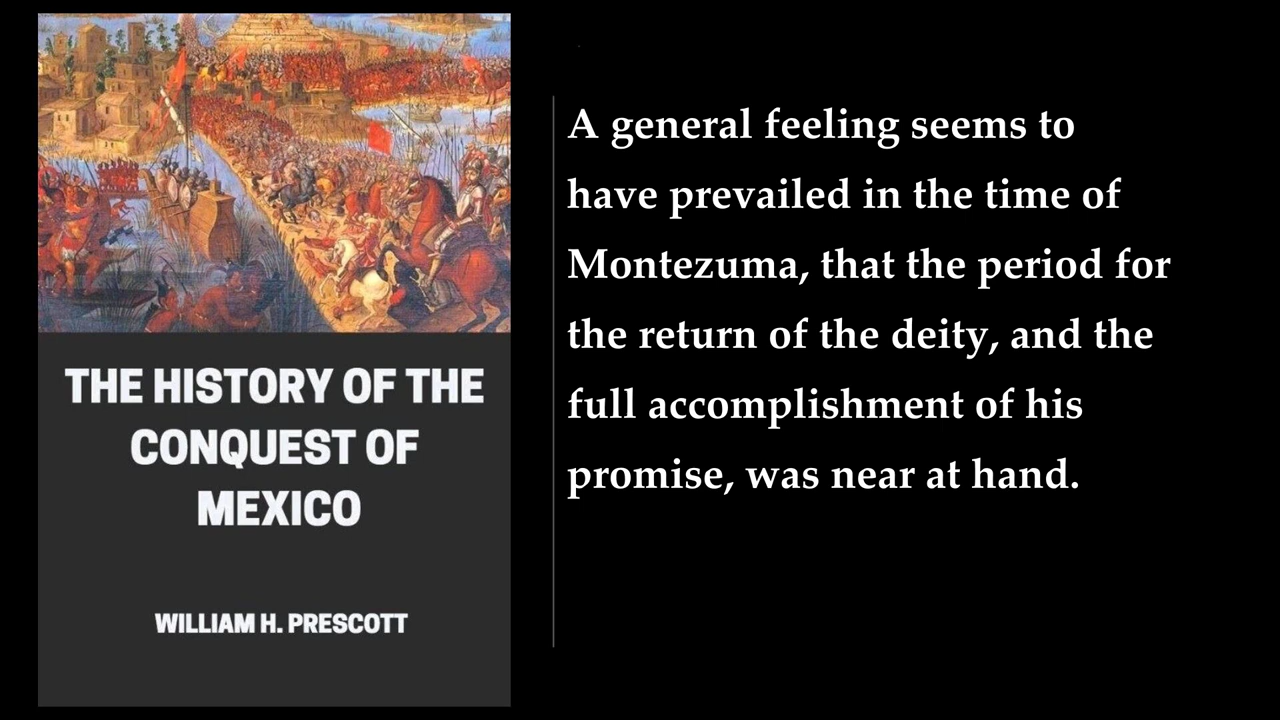 THE HISTORY OF THE
CONQUEST OF
MEXICO
WILLIAM H. PRESCOTT
A general feeling seems to
have prevailed in the time of
Montezuma, that the period for
the return of the deity, and the
full accomplishment of his
promise, was near at hand.